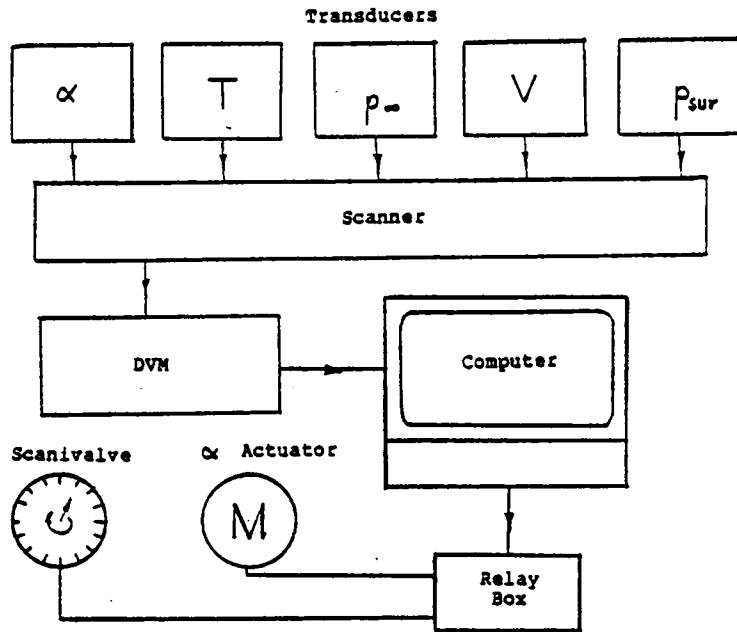 Transducers
α
T
p∞
V
psur
Scanner
DVM
Computer
Scanivalve
α Actuator
M
Relay
Box